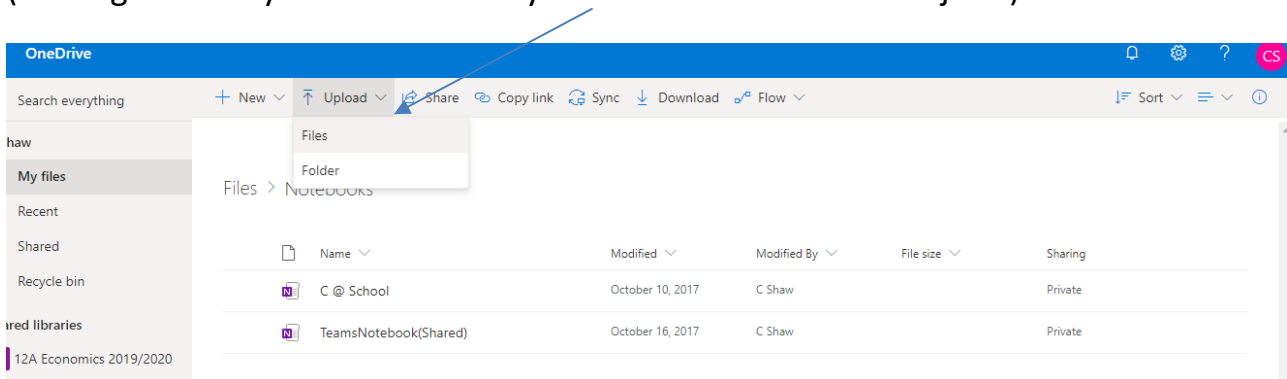 OneDrive
CS
Search everything
New Upload Share Copy link Sync Download Flow Sort
Files
Folder
haw
My files
Files > Notebooks
Recent
Shared
Recycle bin
Name Modified Modified By File size Sharing
C @ School October 10, 2017 C Shaw Private
TeamsNotebook(Shared) October 16, 2017 C Shaw Private
ared libraries
12A Economics 2019/2020